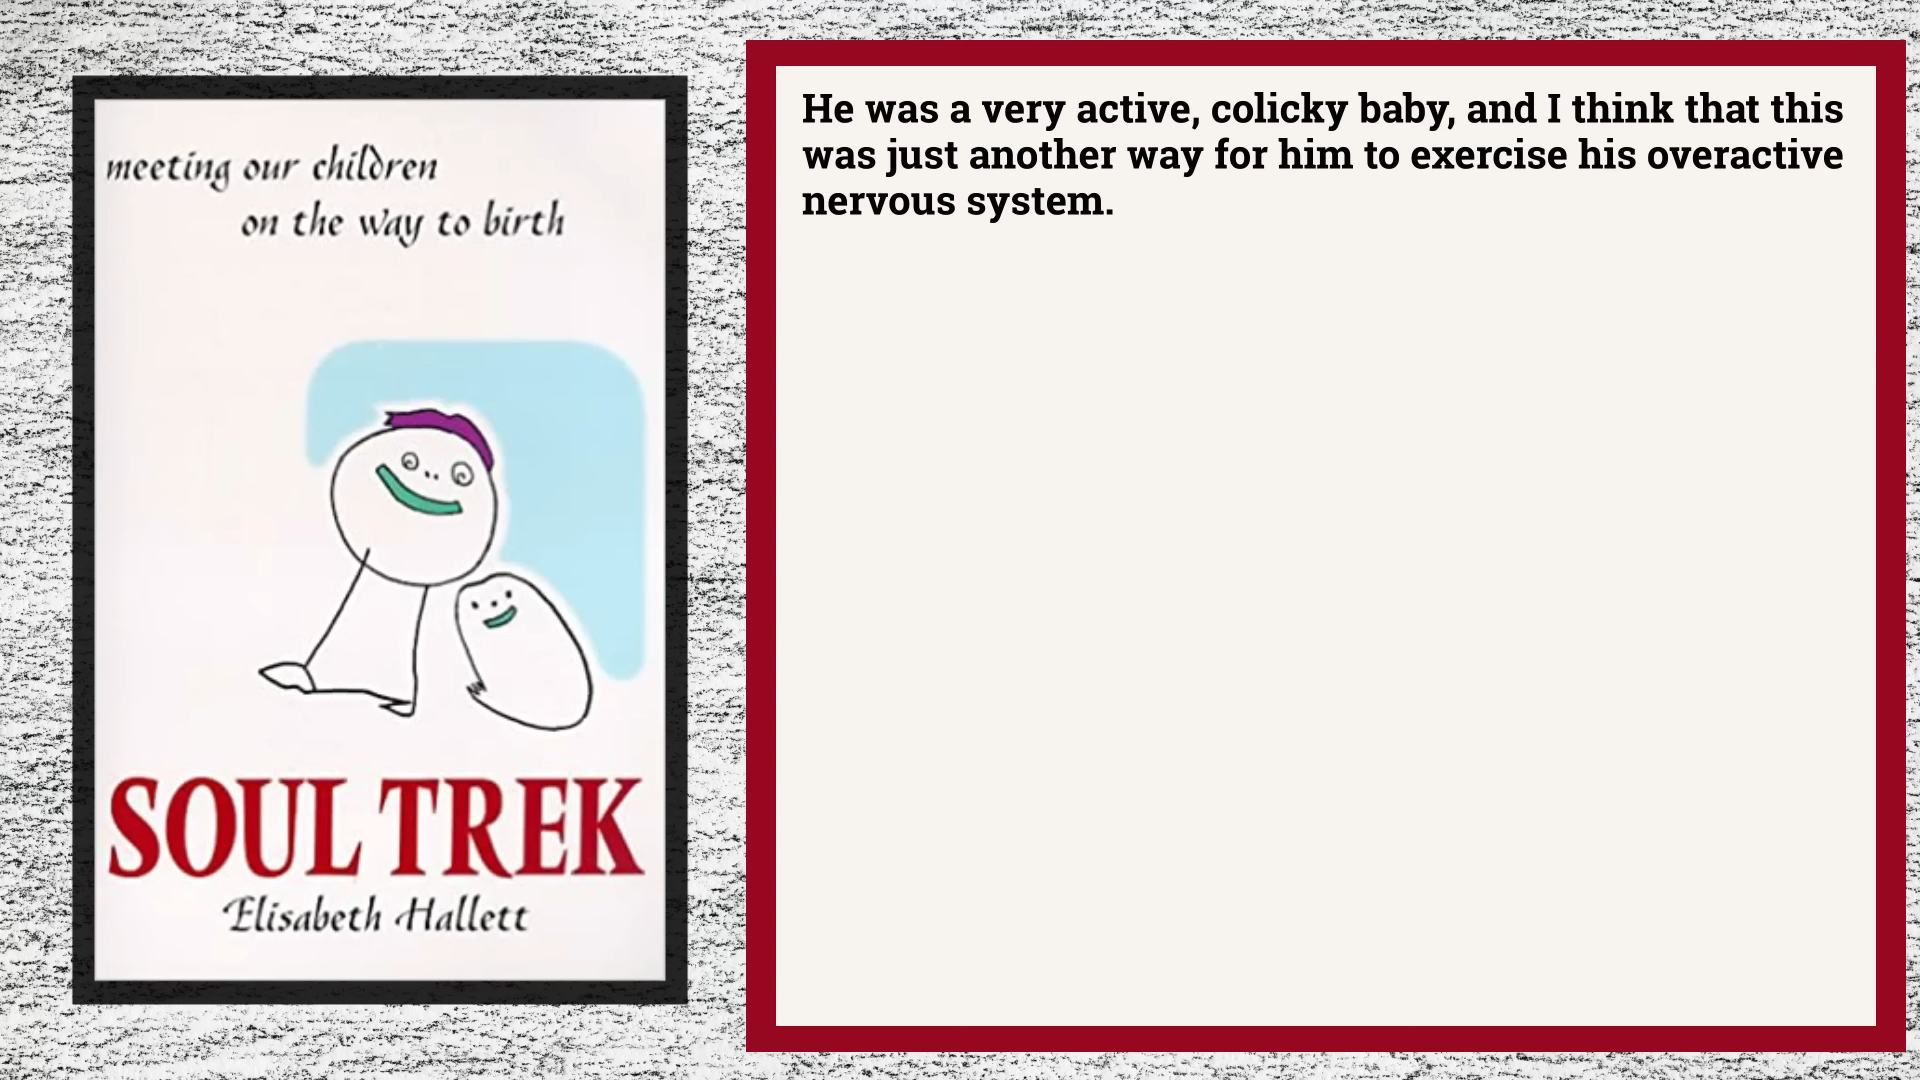 meeting our children
on the way to birth
SOUL TREK
Elisabeth Hallett
He was a very active, colicky baby, and I think that this
was just another way for him to exercise his overactive
nervous system.